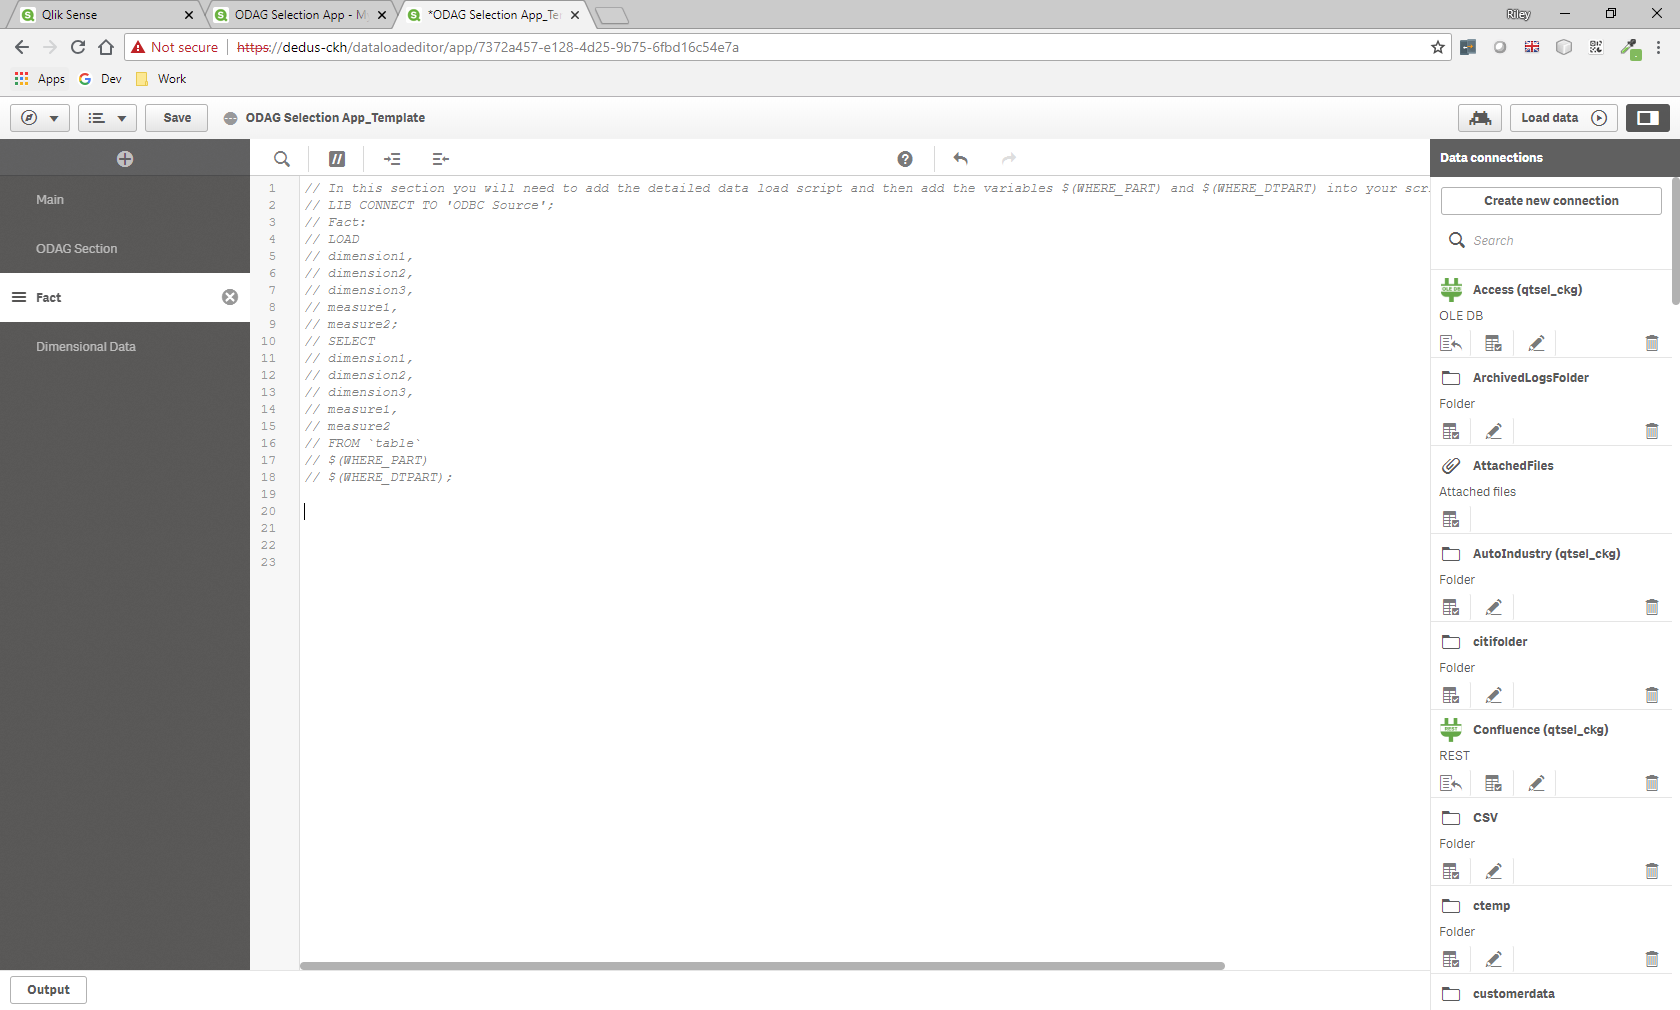 Qlik Sense
ODAG Selection App - M
*ODAG Selection App_Te
Riley
Not secure
https://dedus-ckh/dataloadeditor/app/7372a457-e128-4d25-9b75-6fbd16c54e7a
Apps
Dev
Work
Save
ODAG Selection App_Template
Load data
Main
ODAG Section
Fact
Dimensional Data
1 // In this section you will need to add the detailed data load script and then add the variables $(WHERE_PART) and $(WHERE_DTPART) into your scr
2 // LIB CONNECT TO 'ODBC Source';
3 // Fact:
4 // LOAD
5 // dimension1,
6 // dimension2,
7 // dimension3,
8 // measure1,
9 // measure2;
10 // SELECT
11 // dimension1,
12 // dimension2,
13 // dimension3,
14 // measure1,
15 // measure2
16 // FROM `table`
17 // $(WHERE_PART)
18 // $(WHERE_DTPART);
19
20
21
22
23
Data connections
Create new connection
Search
Access (qtsel_ckg)
OLE DB
ArchivedLogsFolder
Folder
AttachedFiles
Attached files
AutoIndustry (qtsel_ckg)
Folder
citifolder
Folder
Confluence (qtsel_ckg)
REST
CSV
Folder
ctemp
Folder
customerdata
Output